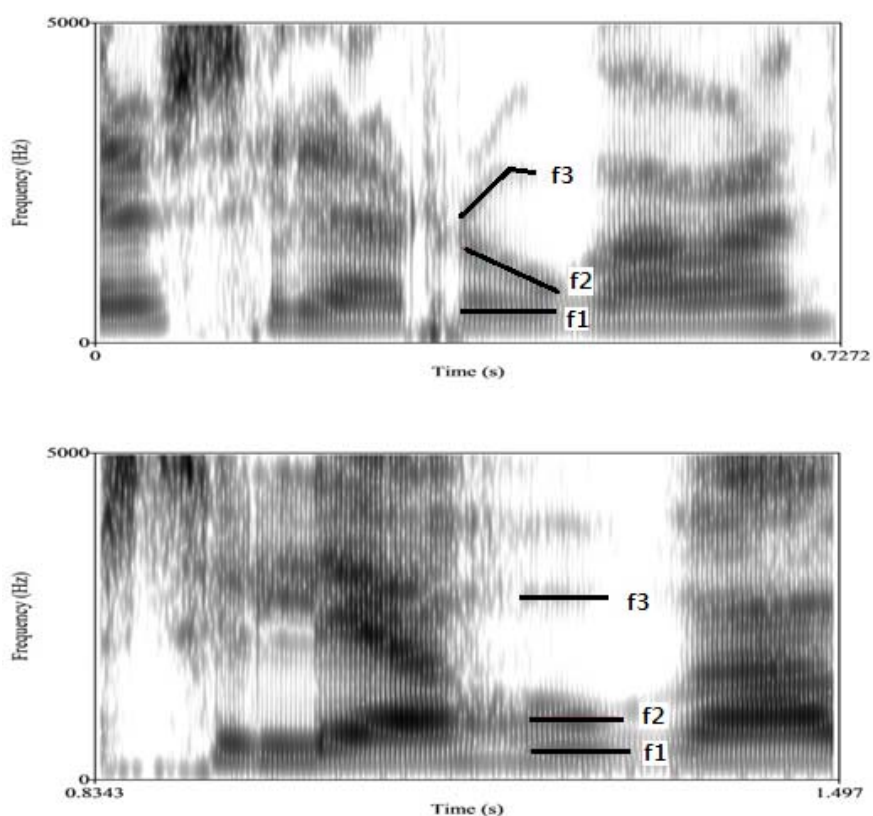 5000
Frequency (Hz)
f3
f2
f1
0
0
0.7272
Time (s)
5000
Frequency (Hz)
f3
f2
f1
0
0.8343
1.497
Time (s)